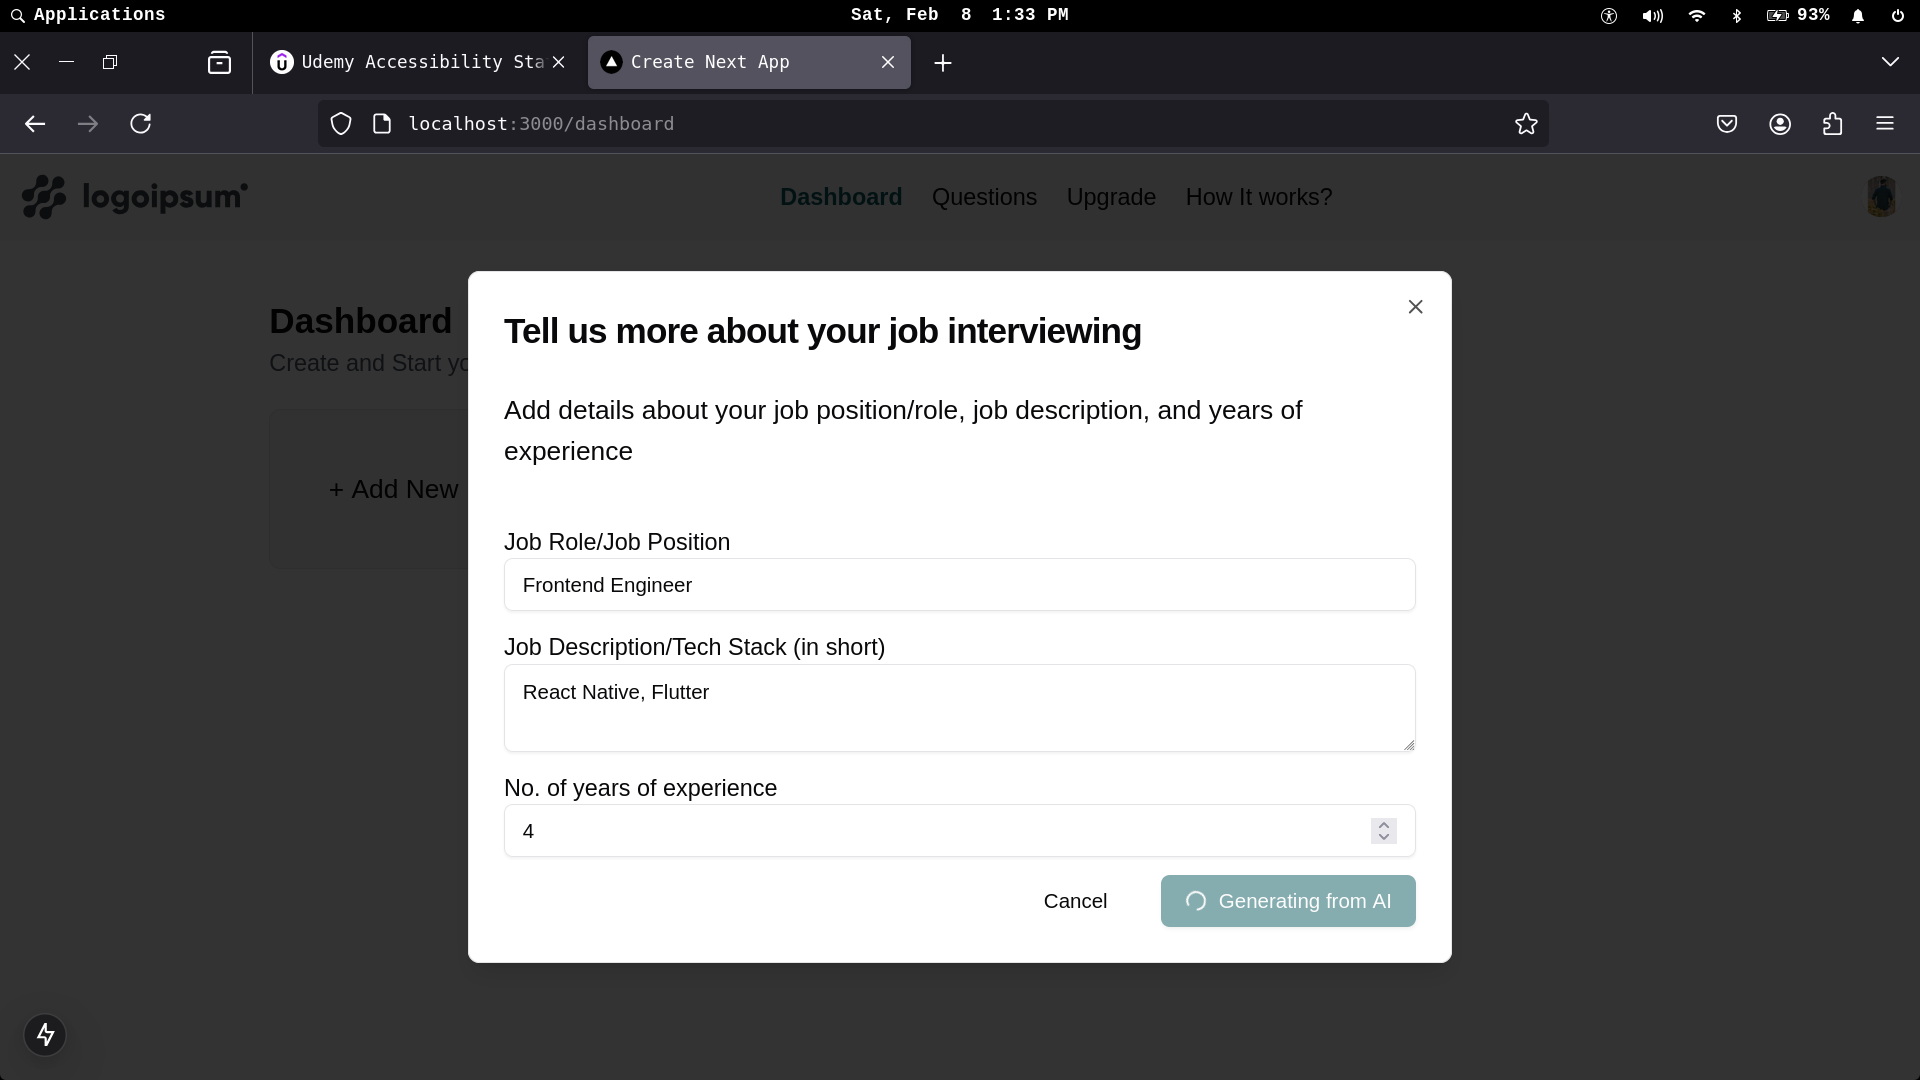 Applications
Sat, Feb 8 1:33 PM
93%
Udemy Accessibility Sta
Create Next App
localhost:3000/dashboard
logoipsum
Dashboard
Questions
Upgrade
How It works?
Dashboard
Create and Start yo
+ Add New
Tell us more about your job interviewing
Add details about your job position/role, job description, and years of
experience
Job Role/Job Position
Frontend Engineer
Job Description/Tech Stack (in short)
React Native, Flutter
No. of years of experience
4
Cancel
Generating from AI